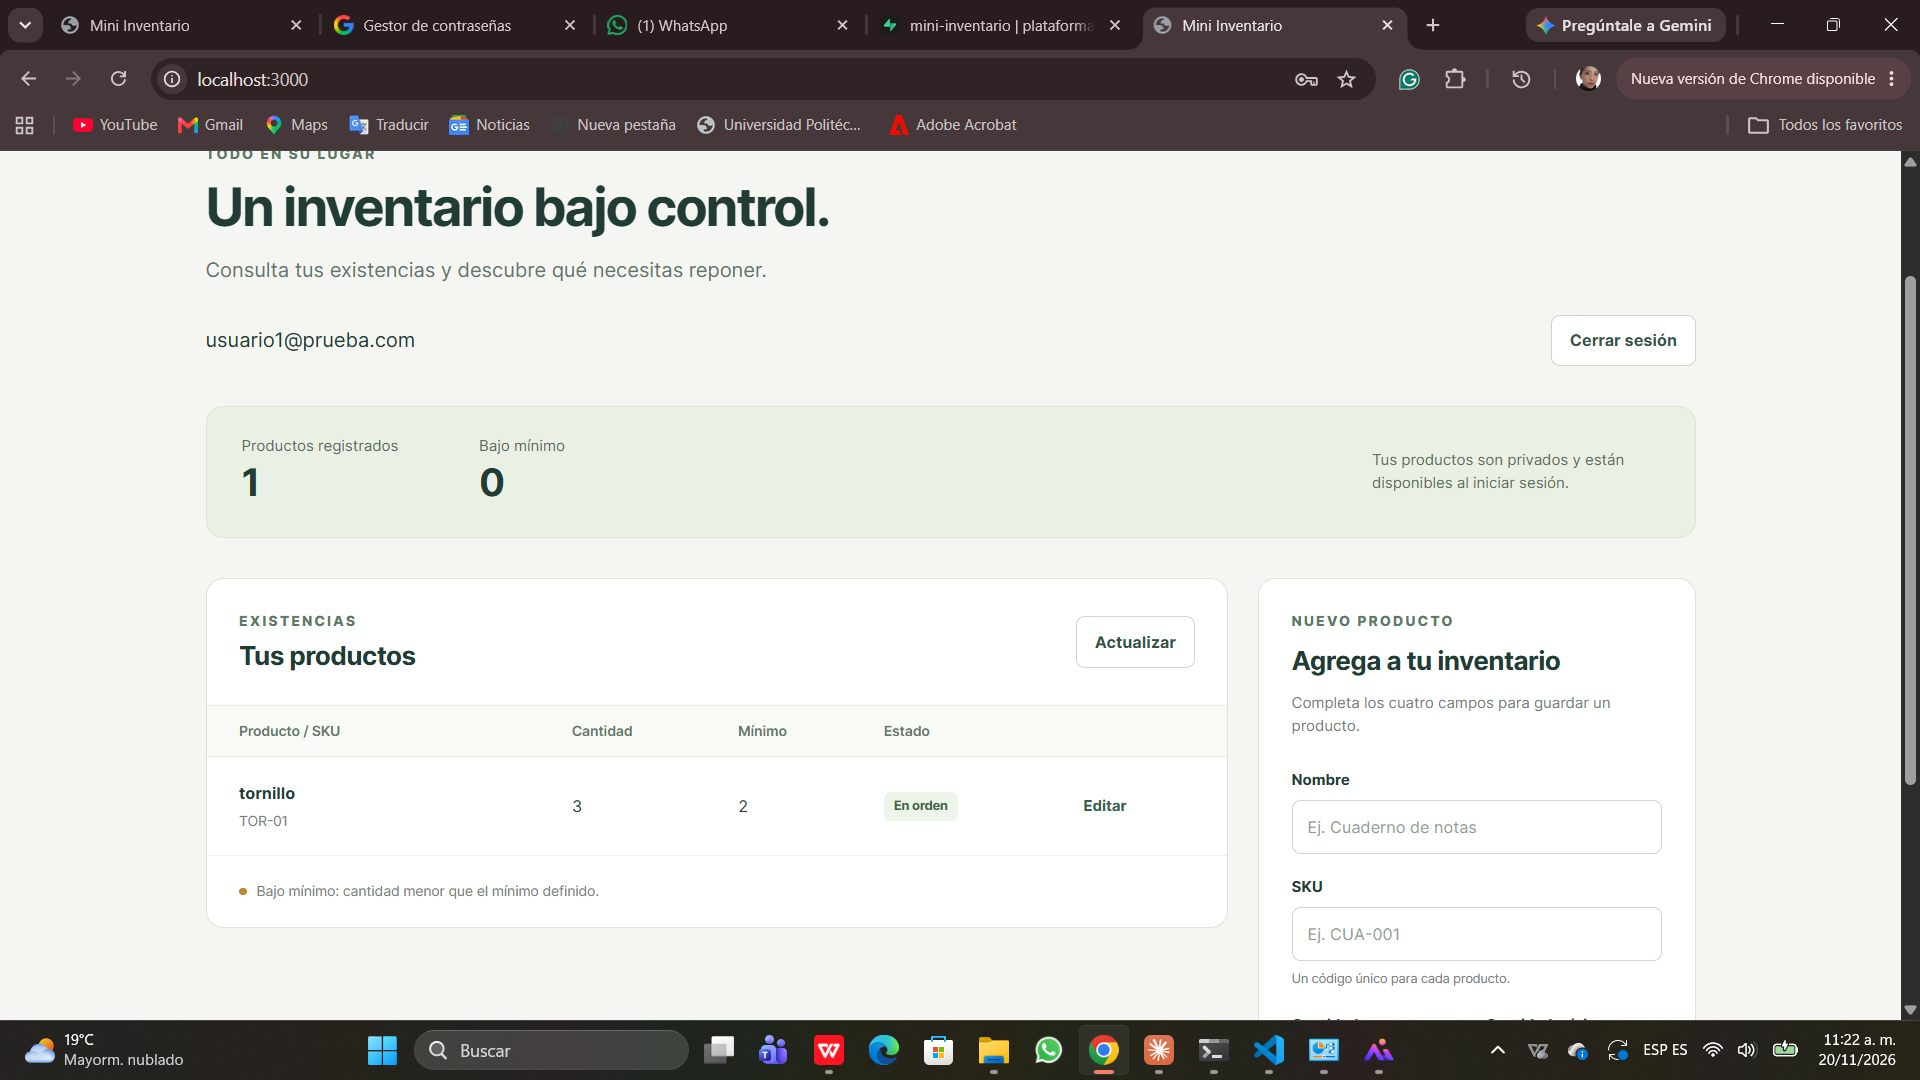 Mini Inventario
Gestor de contraseñas
(1) WhatsApp
mini-inventario | plataforma
Mini Inventario
Pregúntale a Gemini
localhost:3000
Nueva versión de Chrome disponible
YouTube
Gmail
Maps
Traducir
Noticias
Nueva pestaña
Universidad Politéc...
Adobe Acrobat
Todos los favoritos
TODO EN SU LUGAR
Un inventario bajo control.
Consulta tus existencias y descubre qué necesitas reponer.
usuario1@prueba.com
Cerrar sesión
Productos registrados
1
Bajo mínimo
0
Tus productos son privados y están
disponibles al iniciar sesión.
EXISTENCIAS
Tus productos
Actualizar
Producto / SKU Cantidad Mínimo Estado
tornillo
TOR-01
3 2 En orden Editar
Bajo mínimo: cantidad menor que el mínimo definido.
NUEVO PRODUCTO
Agrega a tu inventario
Completa los cuatro campos para guardar un
producto.
Nombre
Ej. Cuaderno de notas
SKU
Ej. CUA-001
Un código único para cada producto.
19°C
Mayorm. nublado
Buscar
ESP ES
11:22 a. m.
20/11/2026